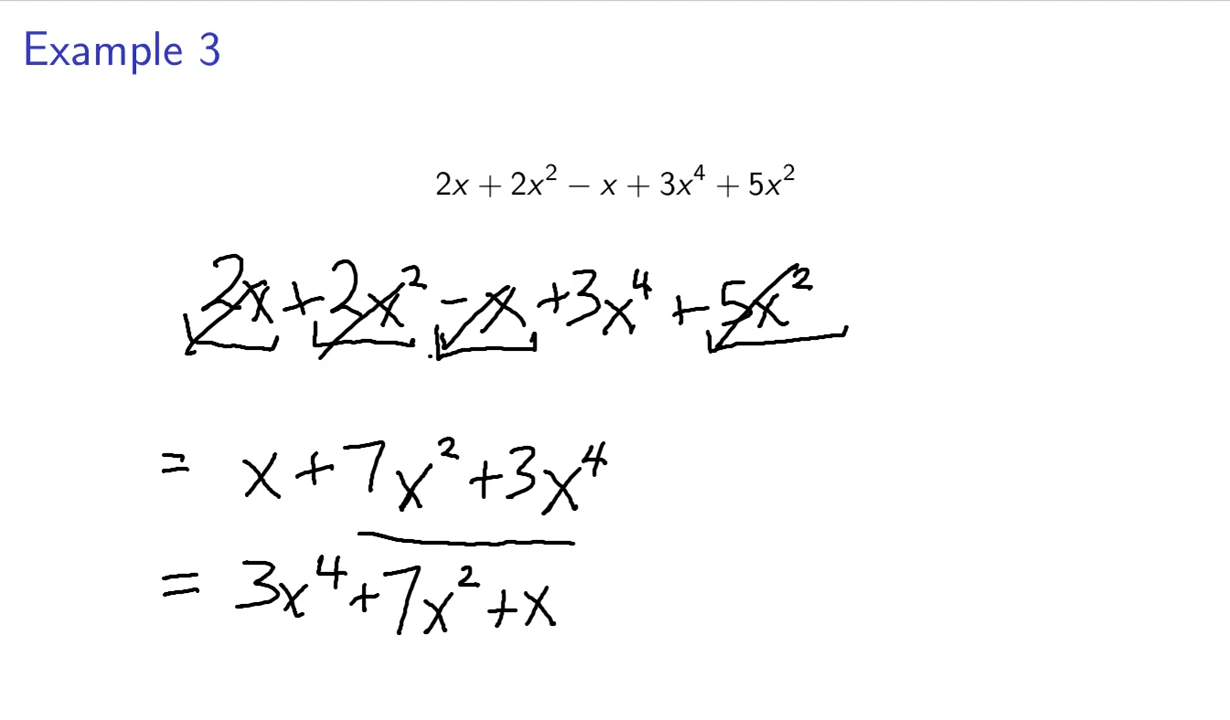 Example 3
2x + 2x² − x + 3x⁴ + 5x²
2x + 2x² − x + 3x⁴ + 5x²
= x + 7x² + 3x⁴
= 3x⁴ + 7x² + x